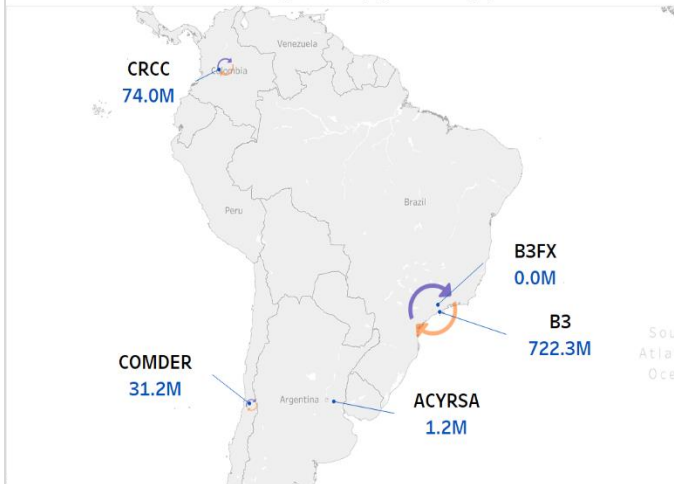 Venezuela
CRCC
74.0M
Colombia
Brazil
Peru
B3FX
0.0M
B3
722.3M
COMDER
31.2M
Argentina
ACYRSA
1.2M